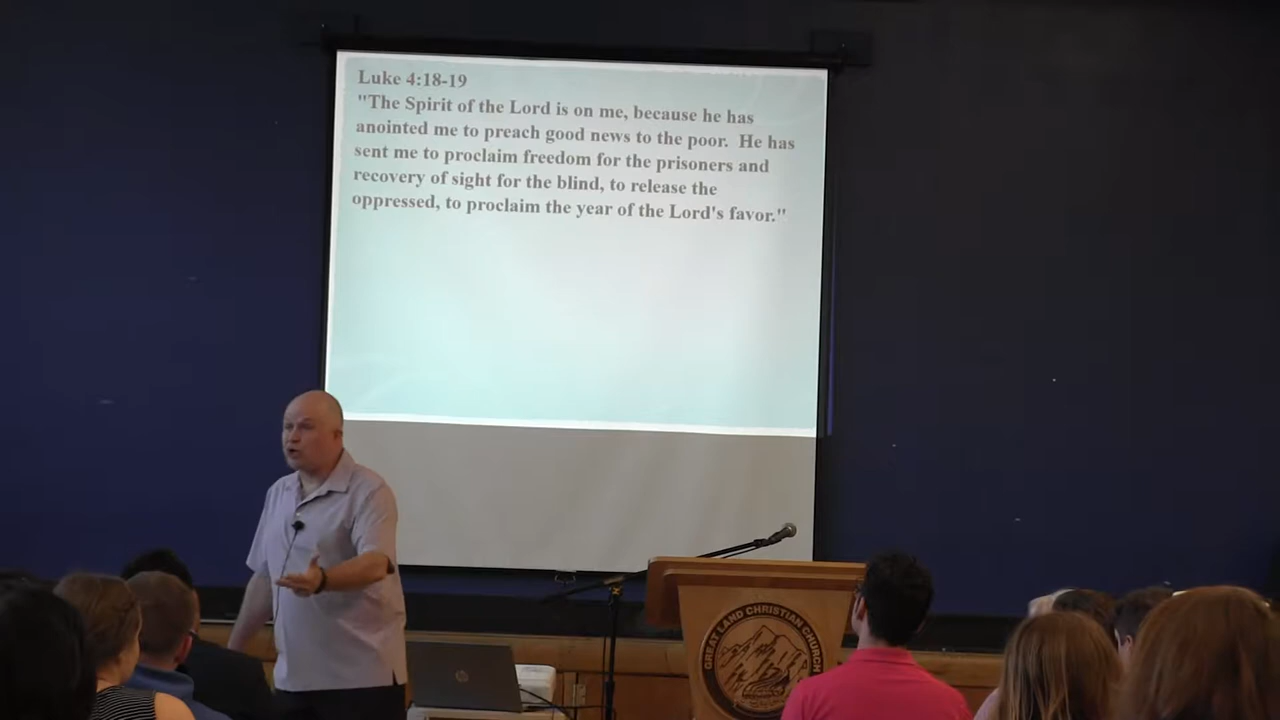 Luke 4:18-19
"The Spirit of the Lord is on me, because he has
anointed me to preach good news to the poor.  He has
sent me to proclaim freedom for the prisoners and
recovery of sight for the blind, to release the
oppressed, to proclaim the year of the Lord's favor."
GREAT LAND CHRISTIAN CHURCH